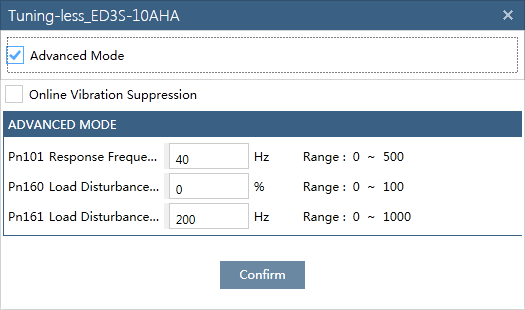 Tuning-less_ED3S-10AHA
Advanced Mode
Online Vibration Suppression
ADVANCED MODE
Pn101 Response Freque... 40 Hz Range : 0 ~ 500
Pn160 Load Disturbance... 0 % Range : 0 ~ 100
Pn161 Load Disturbance... 200 Hz Range : 0 ~ 1000
Confirm